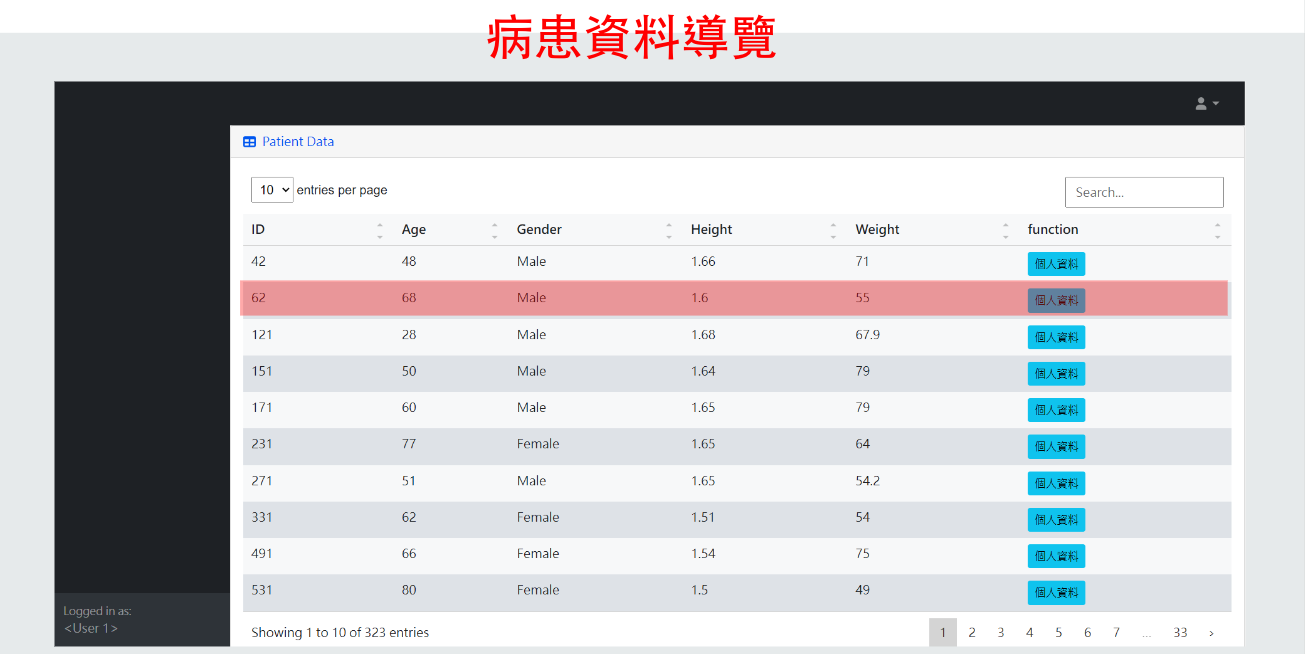 病患資料導覽
Patient Data
10 entries per page
Search...
ID Age Gender Height Weight function
42 48 Male 1.66 71 個人資料
62 68 Male 1.6 55 個人資料
121 28 Male 1.68 67.9 個人資料
151 50 Male 1.64 79 個人資料
171 60 Male 1.65 79 個人資料
231 77 Female 1.65 64 個人資料
271 51 Male 1.65 54.2 個人資料
331 62 Female 1.51 54 個人資料
491 66 Female 1.54 75 個人資料
531 80 Female 1.5 49 個人資料
Logged in as:
<User 1>
Showing 1 to 10 of 323 entries
1 2 3 4 5 6 7 ... 33 ›